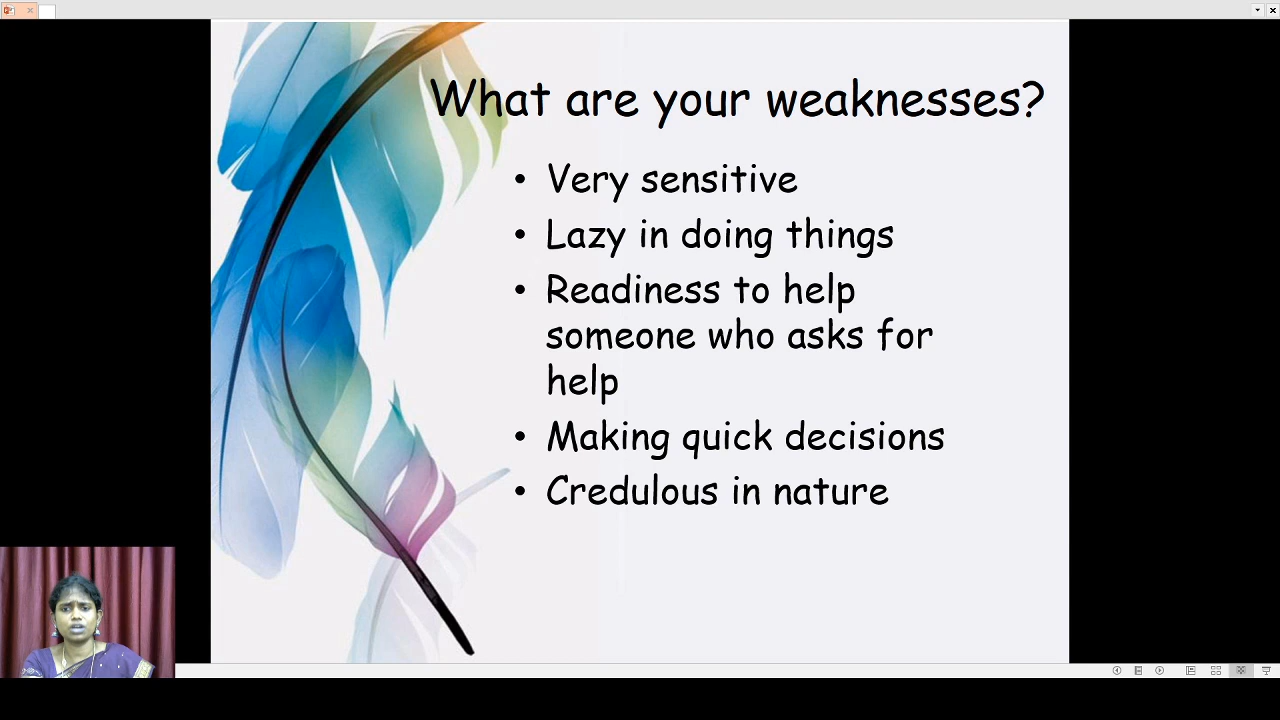 What are your weaknesses?
• Very sensitive
• Lazy in doing things
• Readiness to help
someone who asks for
help
• Making quick decisions
• Credulous in nature